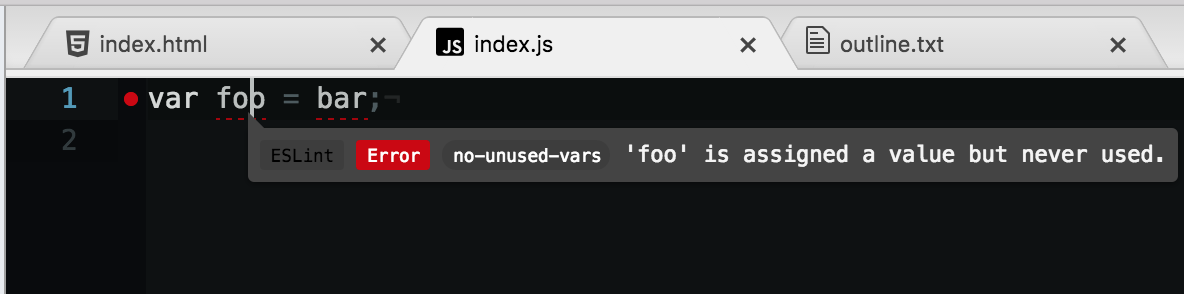 index.html
JS index.js
outline.txt
1 var foo = bar;¬
2
ESLint Error no-unused-vars 'foo' is assigned a value but never used.